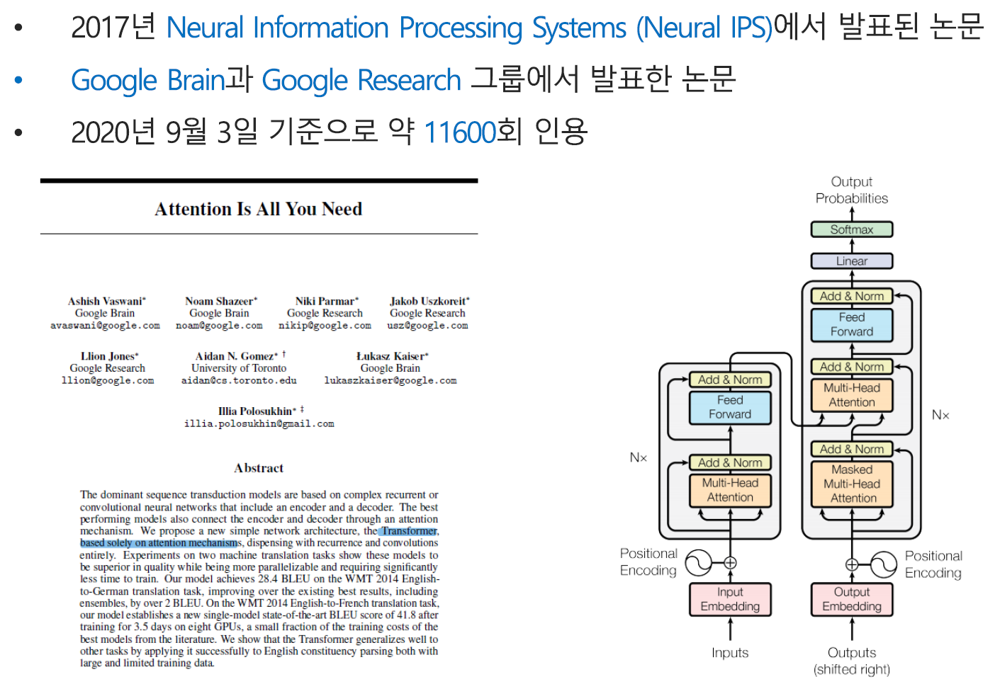 • 2017년 Neural Information Processing Systems (Neural IPS)에서 발표된 논문
• Google Brain과 Google Research 그룹에서 발표한 논문
• 2020년 9월 3일 기준으로 약 11600회 인용
Attention Is All You Need
Ashish Vaswani* Noam Shazeer* Niki Parmar* Jakob Uszkoreit*
Google Brain Google Brain Google Research Google Research
avaswani@google.com noam@google.com nikip@google.com usz@google.com
Llion Jones* Aidan N. Gomez* † Łukasz Kaiser*
Google Research University of Toronto Google Brain
llion@google.com aidan@cs.toronto.edu lukaszkaiser@google.com
Illia Polosukhin* ‡
illia.polosukhin@gmail.com
Abstract
The dominant sequence transduction models are based on complex recurrent or
convolutional neural networks that include an encoder and a decoder. The best
performing models also connect the encoder and decoder through an attention
mechanism. We propose a new simple network architecture, the Transformer,
based solely on attention mechanisms, dispensing with recurrence and convolutions
entirely. Experiments on two machine translation tasks show these models to
be superior in quality while being more parallelizable and requiring significantly
less time to train. Our model achieves 28.4 BLEU on the WMT 2014 English-
to-German translation task, improving over the existing best results, including
ensembles, by over 2 BLEU. On the WMT 2014 English-to-French translation task,
our model establishes a new single-model state-of-the-art BLEU score of 41.8 after
training for 3.5 days on eight GPUs, a small fraction of the training costs of the
best models from the literature. We show that the Transformer generalizes well to
other tasks by applying it successfully to English constituency parsing both with
large and limited training data.
Output
Probabilities
Softmax
Linear
Add & Norm
Feed
Forward
Add & Norm
Multi-Head
Attention
Add & Norm
Masked
Multi-Head
Attention
N×
Add & Norm
Feed
Forward
Add & Norm
Multi-Head
Attention
N×
Positional
Encoding
Positional
Encoding
Input
Embedding
Output
Embedding
Inputs
Outputs
(shifted right)